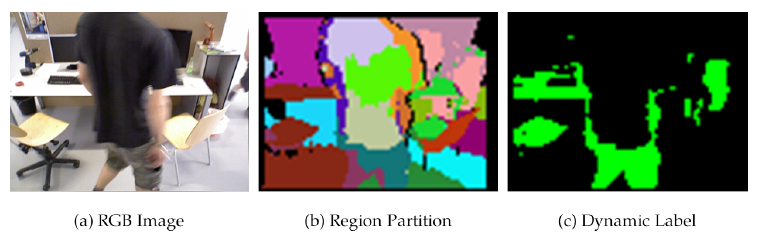 (a) RGB Image
(b) Region Partition
(c) Dynamic Label